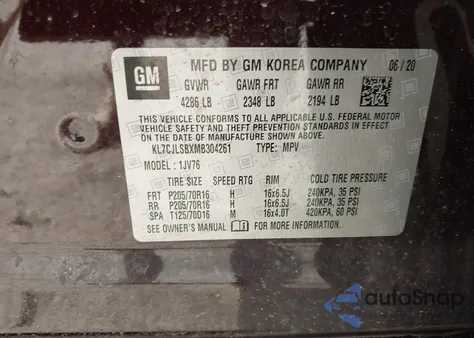 GM MFD BY GM KOREA COMPANY 06 / 20
GVWR GAWR FRT GAWR RR
4286 LB 2348 LB 2194 LB
THIS VEHICLE CONFORMS TO ALL APPLICABLE U.S. FEDERAL MOTOR
VEHICLE SAFETY, BUMPER, AND THEFT PREVENTION STANDARDS IN EFFECT
ON THE DATE OF MANUFACTURE SHOWN ABOVE.
KL7CJLSBXMB304261 TYPE: MPV
MODEL: 1JV76
TIRE SIZE SPEED RTG RIM COLD TIRE PRESSURE
FRT P205/70R16 H 16x6.5J 240KPA, 35 PSI
RR P205/70R16 H 16x6.5J 240KPA, 35 PSI
SPA T125/70D16 M 16x4.0T 420KPA, 60 PSI
SEE OWNER'S MANUAL FOR MORE INFORMATION.
autoSnap